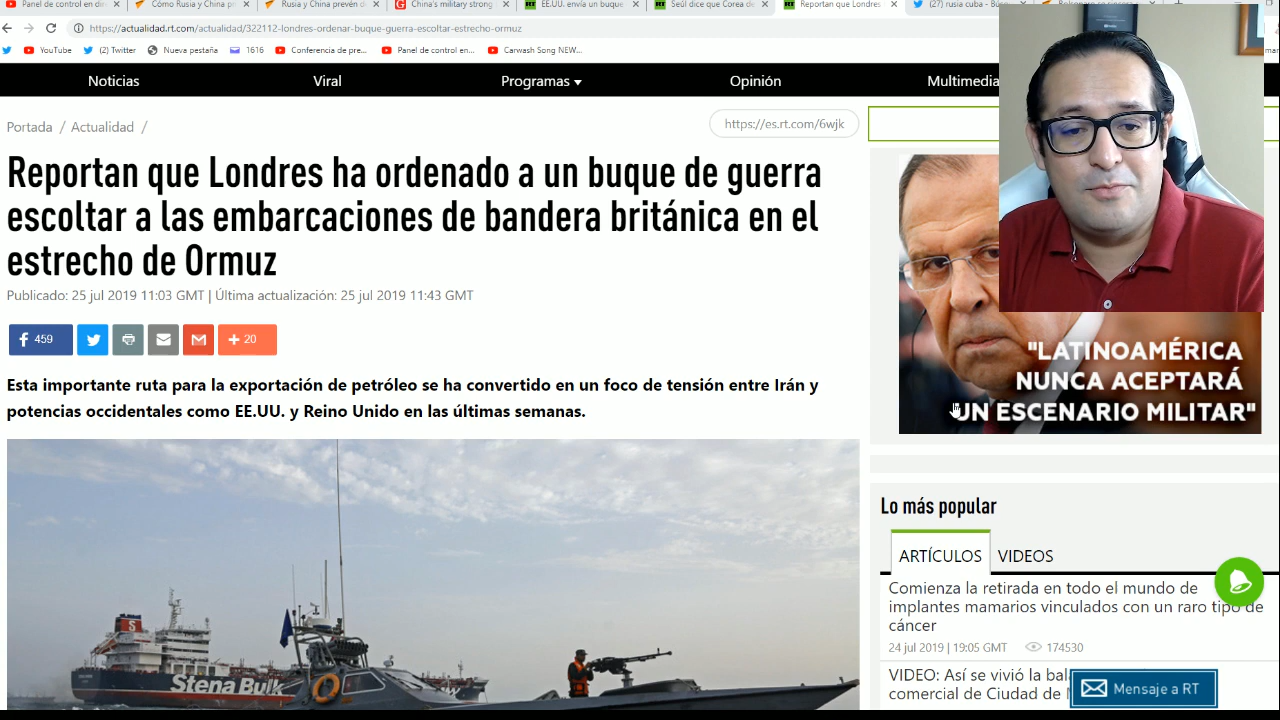 Panel de control en dir
Cómo Rusia y China pr
Rusia y China prevén d
China's military strong
EE.UU. envía un buque
Seúl dice que Corea de
Reportan que Londres
(27) rusia cuba - Bús
https://actualidad.rt.com/actualidad/322112-londres-ordenar-buque-guerra-escoltar-estrecho-ormuz
YouTube
(2) Twitter
Nueva pestaña
1616
Conferencia de pre...
Panel de control en...
Carwash Song NEW...
Noticias
Viral
Programas
Opinión
Multimedia
Portada / Actualidad /
https://es.rt.com/6wjk
Reportan que Londres ha ordenado a un buque de guerra
escoltar a las embarcaciones de bandera británica en el
estrecho de Ormuz
Publicado: 25 jul 2019 11:03 GMT | Última actualización: 25 jul 2019 11:43 GMT
459
+ 20
Esta importante ruta para la exportación de petróleo se ha convertido en un foco de tensión entre Irán y
potencias occidentales como EE.UU. y Reino Unido en las últimas semanas.
S
Stena Bulk
"LATINOAMÉRICA
NUNCA ACEPTARÁ
UN ESCENARIO MILITAR"
Lo más popular
ARTÍCULOS
VIDEOS
Comienza la retirada en todo el mundo de
implantes mamarios vinculados con un raro tipo de
cáncer
24 jul 2019 | 19:05 GMT
174530
VIDEO: Así se vivió la bal
comercial de Ciudad de
Mensaje a RT